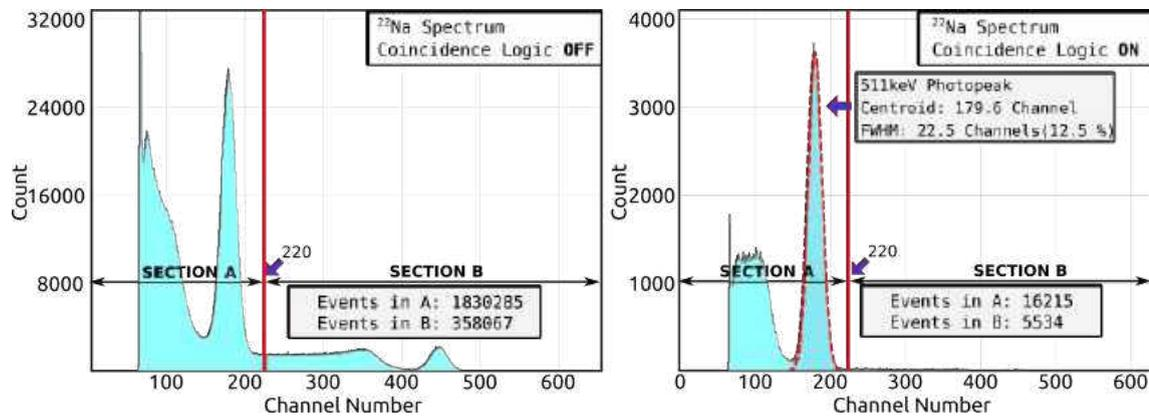 32000
24000
16000
8000
Count
²²Na Spectrum
Coincidence Logic OFF
220
SECTION A
SECTION B
Events in A: 1830285
Events in B: 358067
100
200
300
400
500
600
Channel Number
4000
3000
4000
1000
0
Count
²²Na Spectrum
Coincidence Logic ON
511keV Photopeak
Centroid: 179.6 Channel
FWHM: 22.5 Channels(12.5 %)
220
SECTION A
SECTION B
Events in A: 16215
Events in B: 5534
0
100
200
300
400
500
600
Channel Number